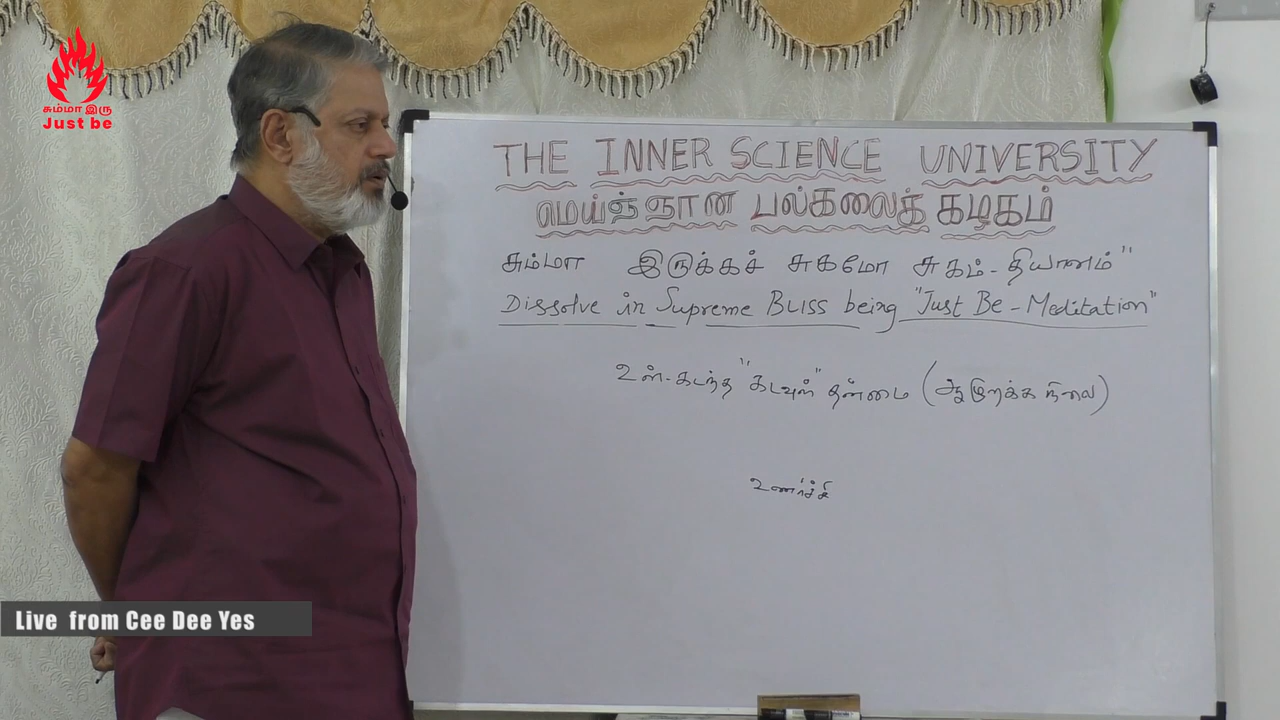 சும்மா இரு
Just be
THE INNER SCIENCE UNIVERSITY
மெய்ஞ்ஞான பல்கலைக் கழகம்
சும்மா இருக்கச் சுகமோ சுகம் - தியானம்"
Dissolve in Supreme BLISS being "Just Be - Meditation"
உள்-கடந்த "கடவுள்" தன்மை (ஆழுறக்க நிலை)
உணர்ச்சி
Live from Cee Dee Yes